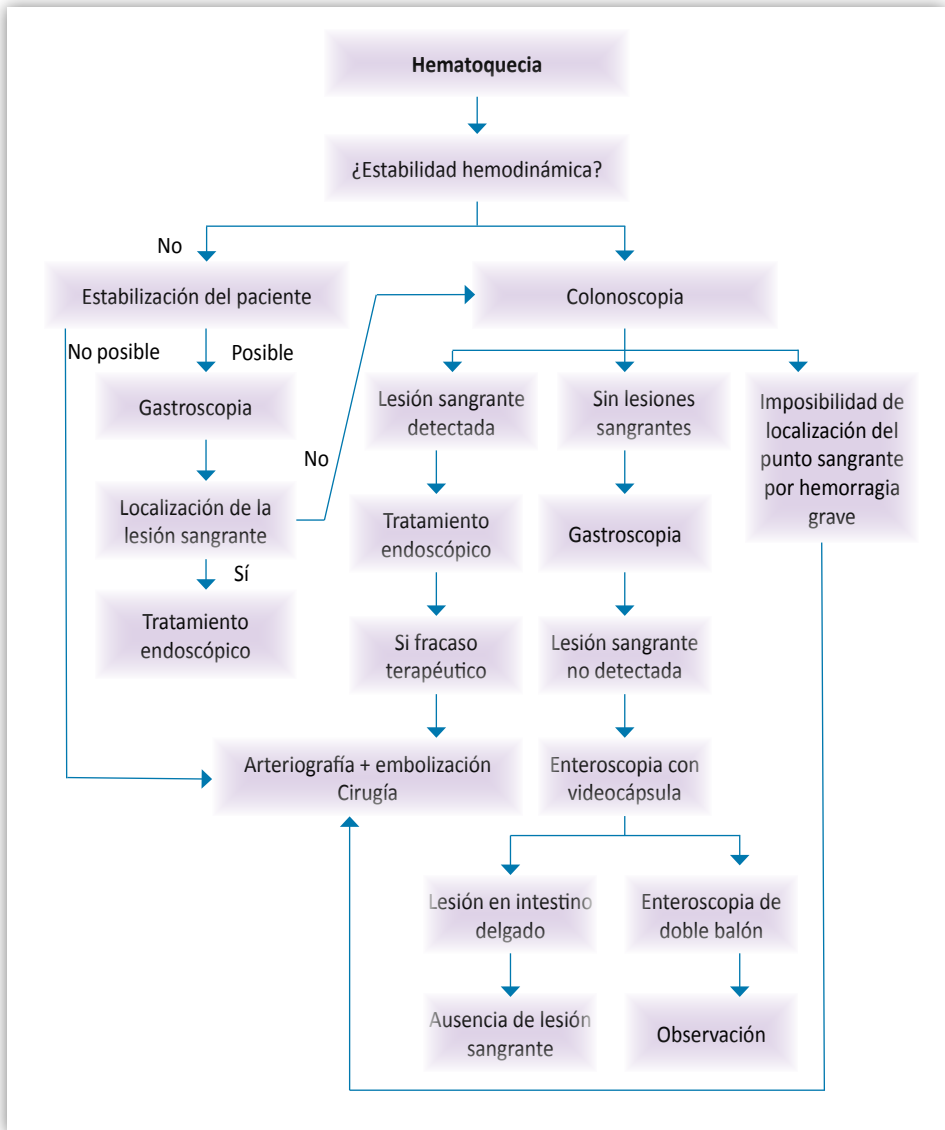 Hematoquecia
¿Estabilidad hemodinámica?
No
Estabilización del paciente
Colonoscopia
No posible
Posible
Gastroscopia
No
Localización de la
lesión sangrante
Sí
Tratamiento
endoscópico
Lesión sangrante
detectada
Tratamiento
endoscópico
Si fracaso
terapéutico
Arteriografía + embolización
Cirugía
Sin lesiones
sangrantes
Gastroscopia
Lesión sangrante
no detectada
Enteroscopia con
videocápsula
Imposibilidad de
localización del
punto sangrante
por hemorragia
grave
Lesión en intestino
delgado
Ausencia de lesión
sangrante
Enteroscopia de
doble balón
Observación